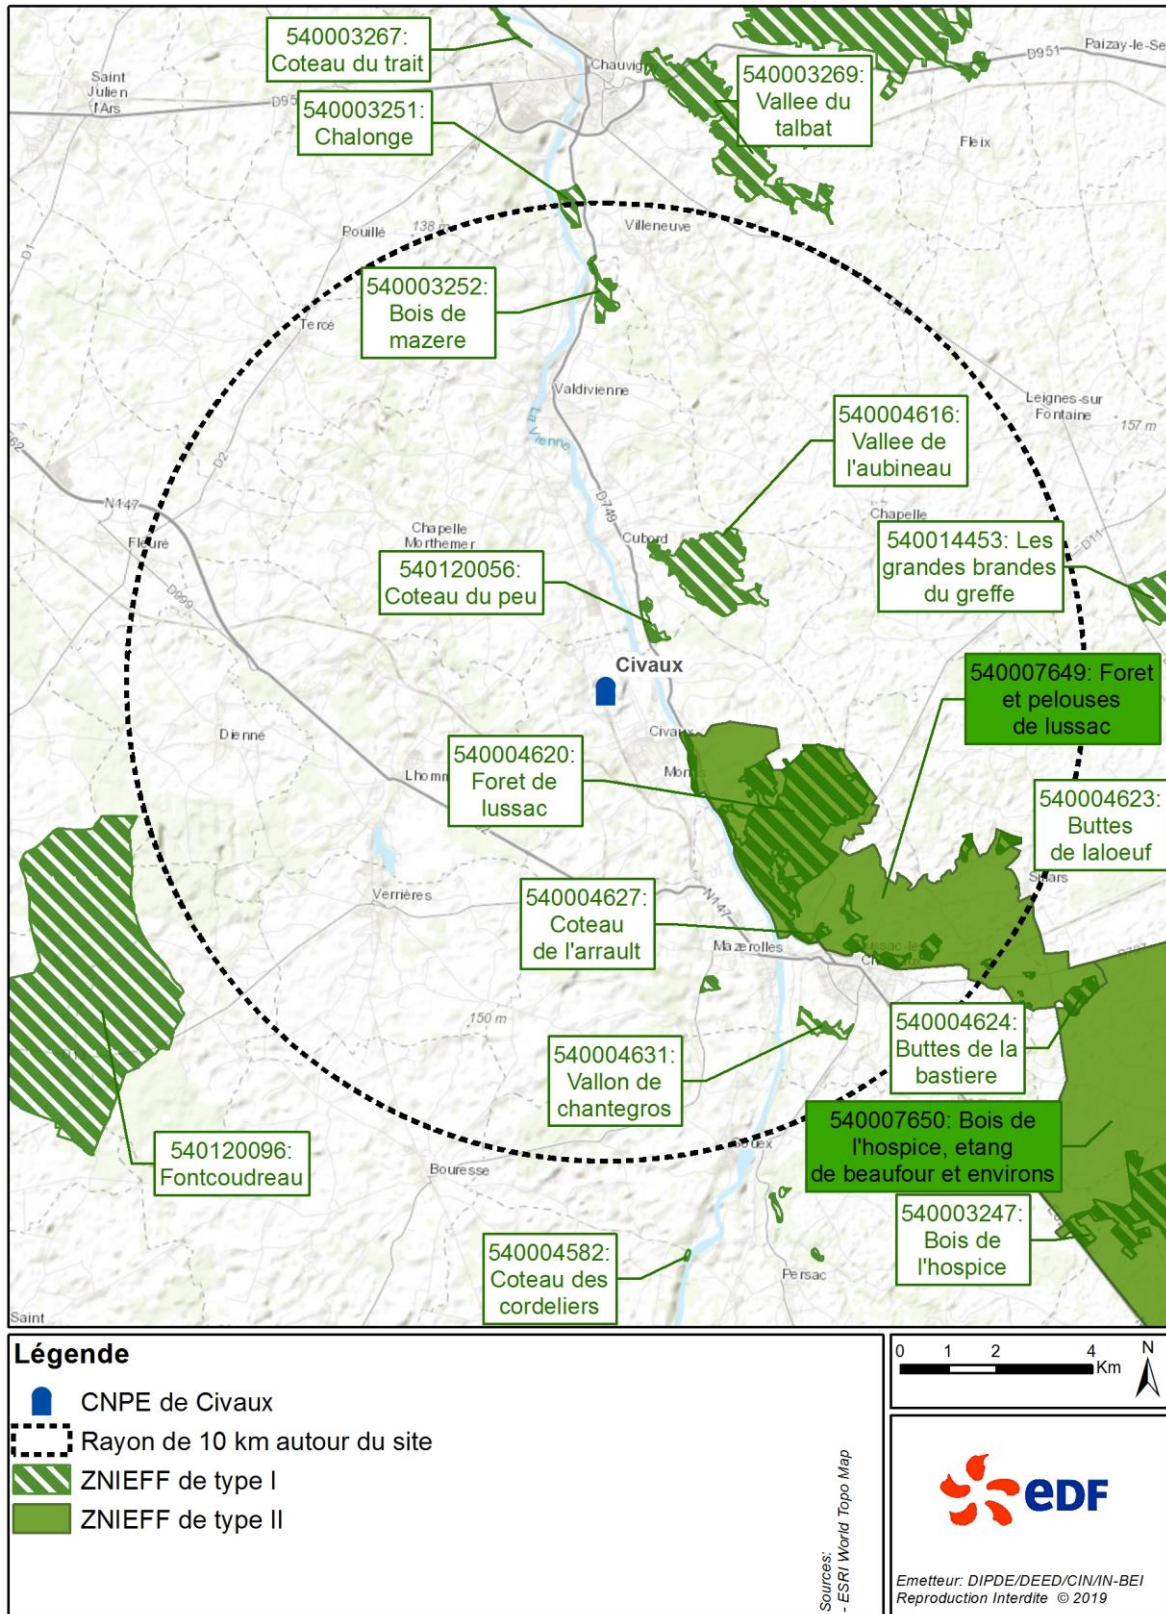 540003267:
Coteau du trait
Chauvigny
D951
Paizay-le-Se
Saint
Julien
l'Ars
D95
540003251:
Chalonge
540003269:
Vallee du
talbat
Fleix
D1
Pouillé
138 m
Villeneuve
540003252:
Bois de
mazere
Tercé
Valdivienne
La Vienne
Leignes-sur
Fontaine
157 m
540004616:
Vallee de
l'aubineau
D2
N147
D749
Fleuré
Chapelle
Morthemer
Cubord
Chapelle
D11
540014453: Les
grandes brandes
du greffe
540120056:
Coteau du peu
D999
Civaux
540007649: Foret
et pelouses
de lussac
Dienné
Civaux
540004620:
Foret de
lussac
Lhomm
540004623:
Buttes
de laloeuf
Verrières
540004627:
Coteau
de l'arrault
N147
Mazerolles
150 m
540004624:
Buttes de la
bastiere
540004631:
Vallon de
chantegros
540007650: Bois de
l'hospice, etang
de beaufour et environs
540120096:
Fontcoudreau
Bouresse
540003247:
Bois de
l'hospice
540004582:
Coteau des
cordeliers
Persac
Saint
Légende
CNPE de Civaux
Rayon de 10 km autour du site
ZNIEFF de type I
ZNIEFF de type II
Sources:
- ESRI World Topo Map
0 1 2 4
Km
N
eDF
Emetteur: DIPDE/DEED/CIN/IN-BEI
Reproduction Interdite © 2019